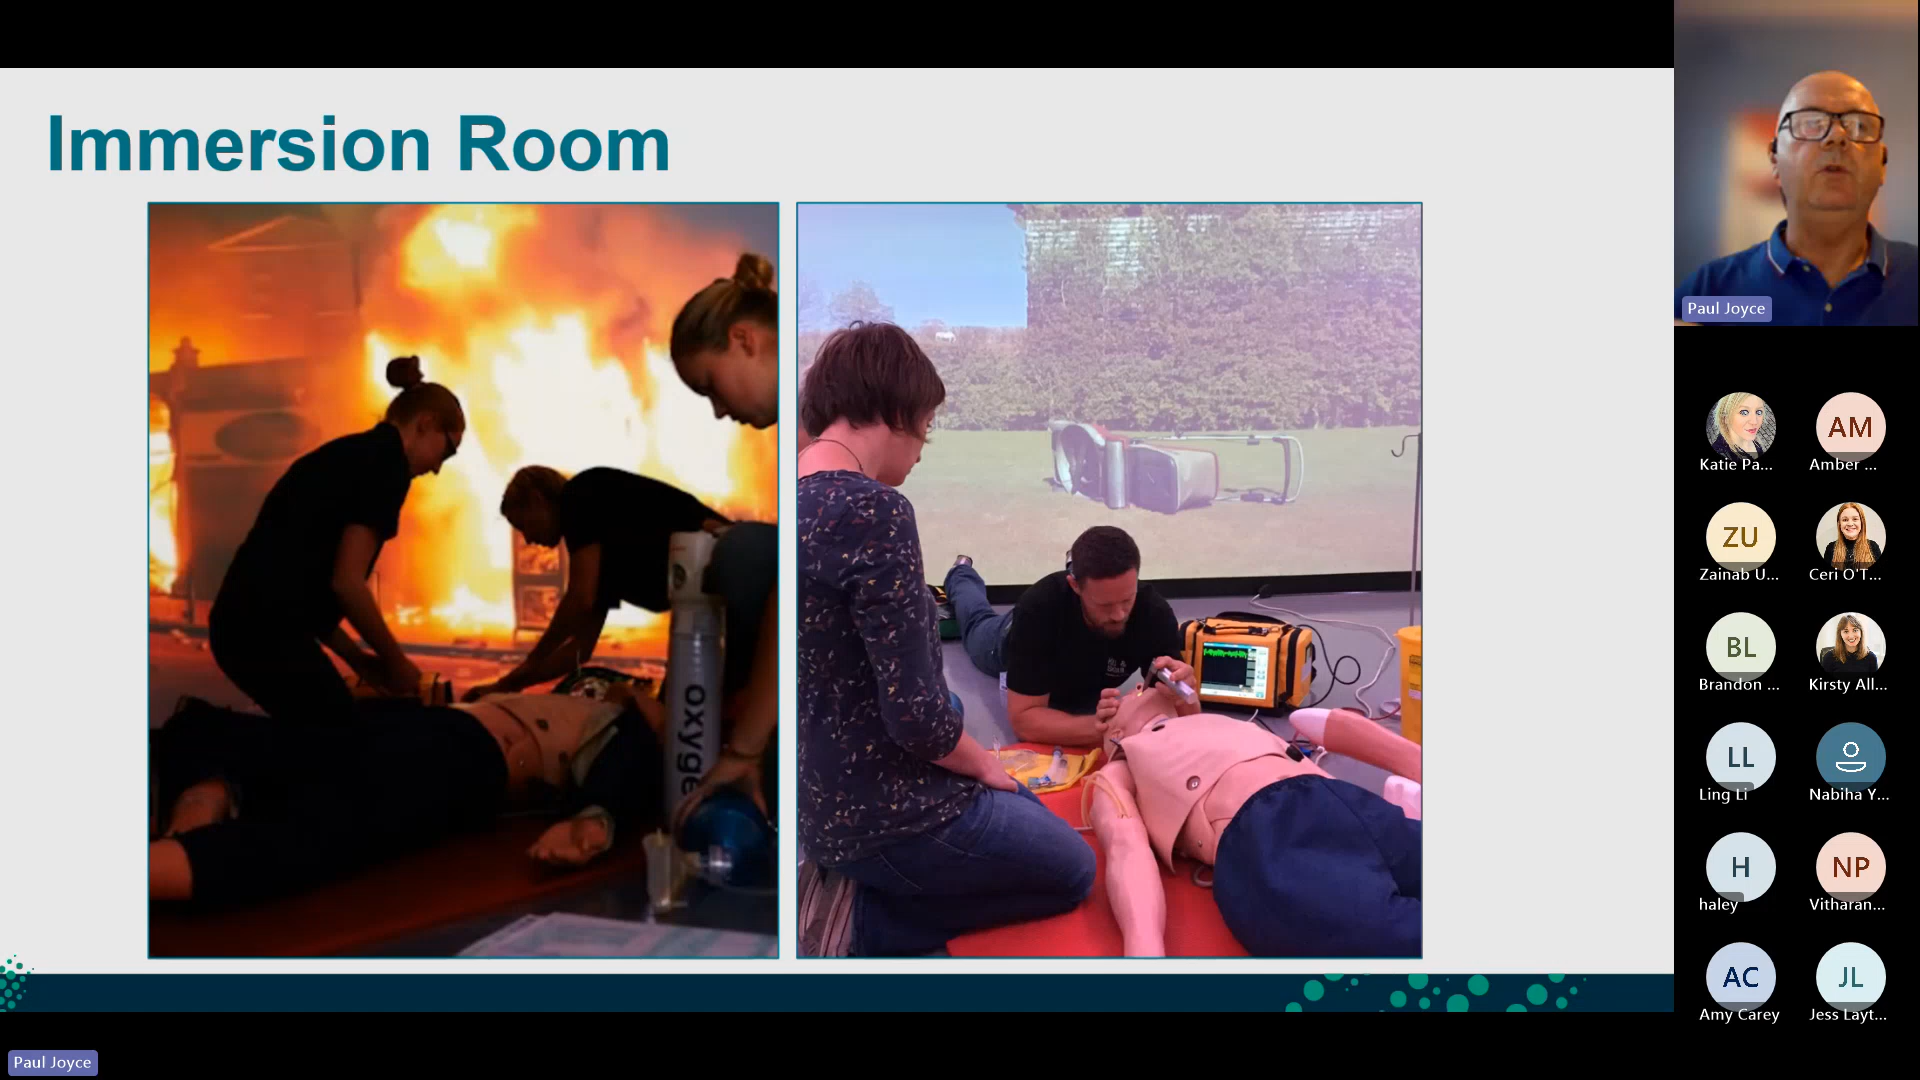 Immersion Room
oxyge
Paul Joyce
Katie Pa...
AM
Amber ...
ZU
Zainab U...
Ceri O'T...
BL
Brandon ...
Kirsty All...
LL
Ling Li
Nabiha Y...
H
haley
NP
Vitharan...
AC
Amy Carey
JL
Jess Layt...
Paul Joyce